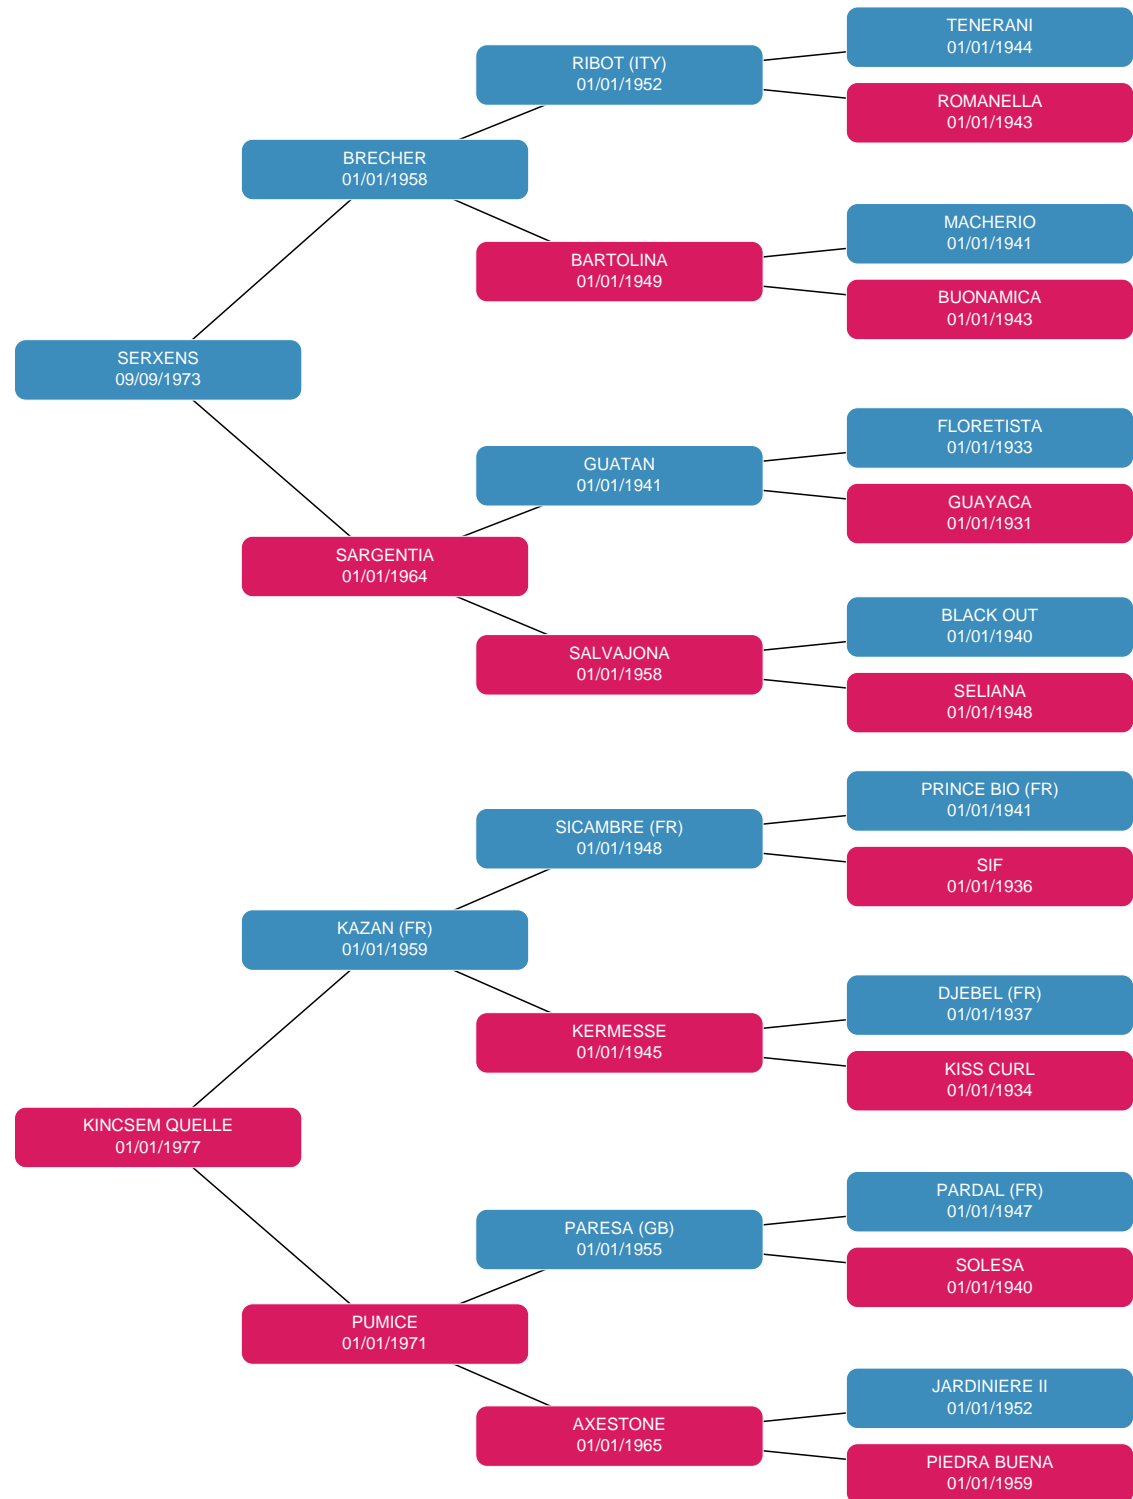 TENERANI
01/01/1944
RIBOT (ITY)
01/01/1952
ROMANELLA
01/01/1943
BRECHER
01/01/1958
MACHERIO
01/01/1941
BARTOLINA
01/01/1949
BUONAMICA
01/01/1943
SERXENS
09/09/1973
FLORETISTA
01/01/1933
GUATAN
01/01/1941
GUAYACA
01/01/1931
SARGENTIA
01/01/1964
BLACK OUT
01/01/1940
SALVAJONA
01/01/1958
SELIANA
01/01/1948
PRINCE BIO (FR)
01/01/1941
SICAMBRE (FR)
01/01/1948
SIF
01/01/1936
KAZAN (FR)
01/01/1959
DJEBEL (FR)
01/01/1937
KERMESSE
01/01/1945
KISS CURL
01/01/1934
KINCSEM QUELLE
01/01/1977
PARDAL (FR)
01/01/1947
PARESA (GB)
01/01/1955
SOLESA
01/01/1940
PUMICE
01/01/1971
JARDINIERE II
01/01/1952
AXESTONE
01/01/1965
PIEDRA BUENA
01/01/1959